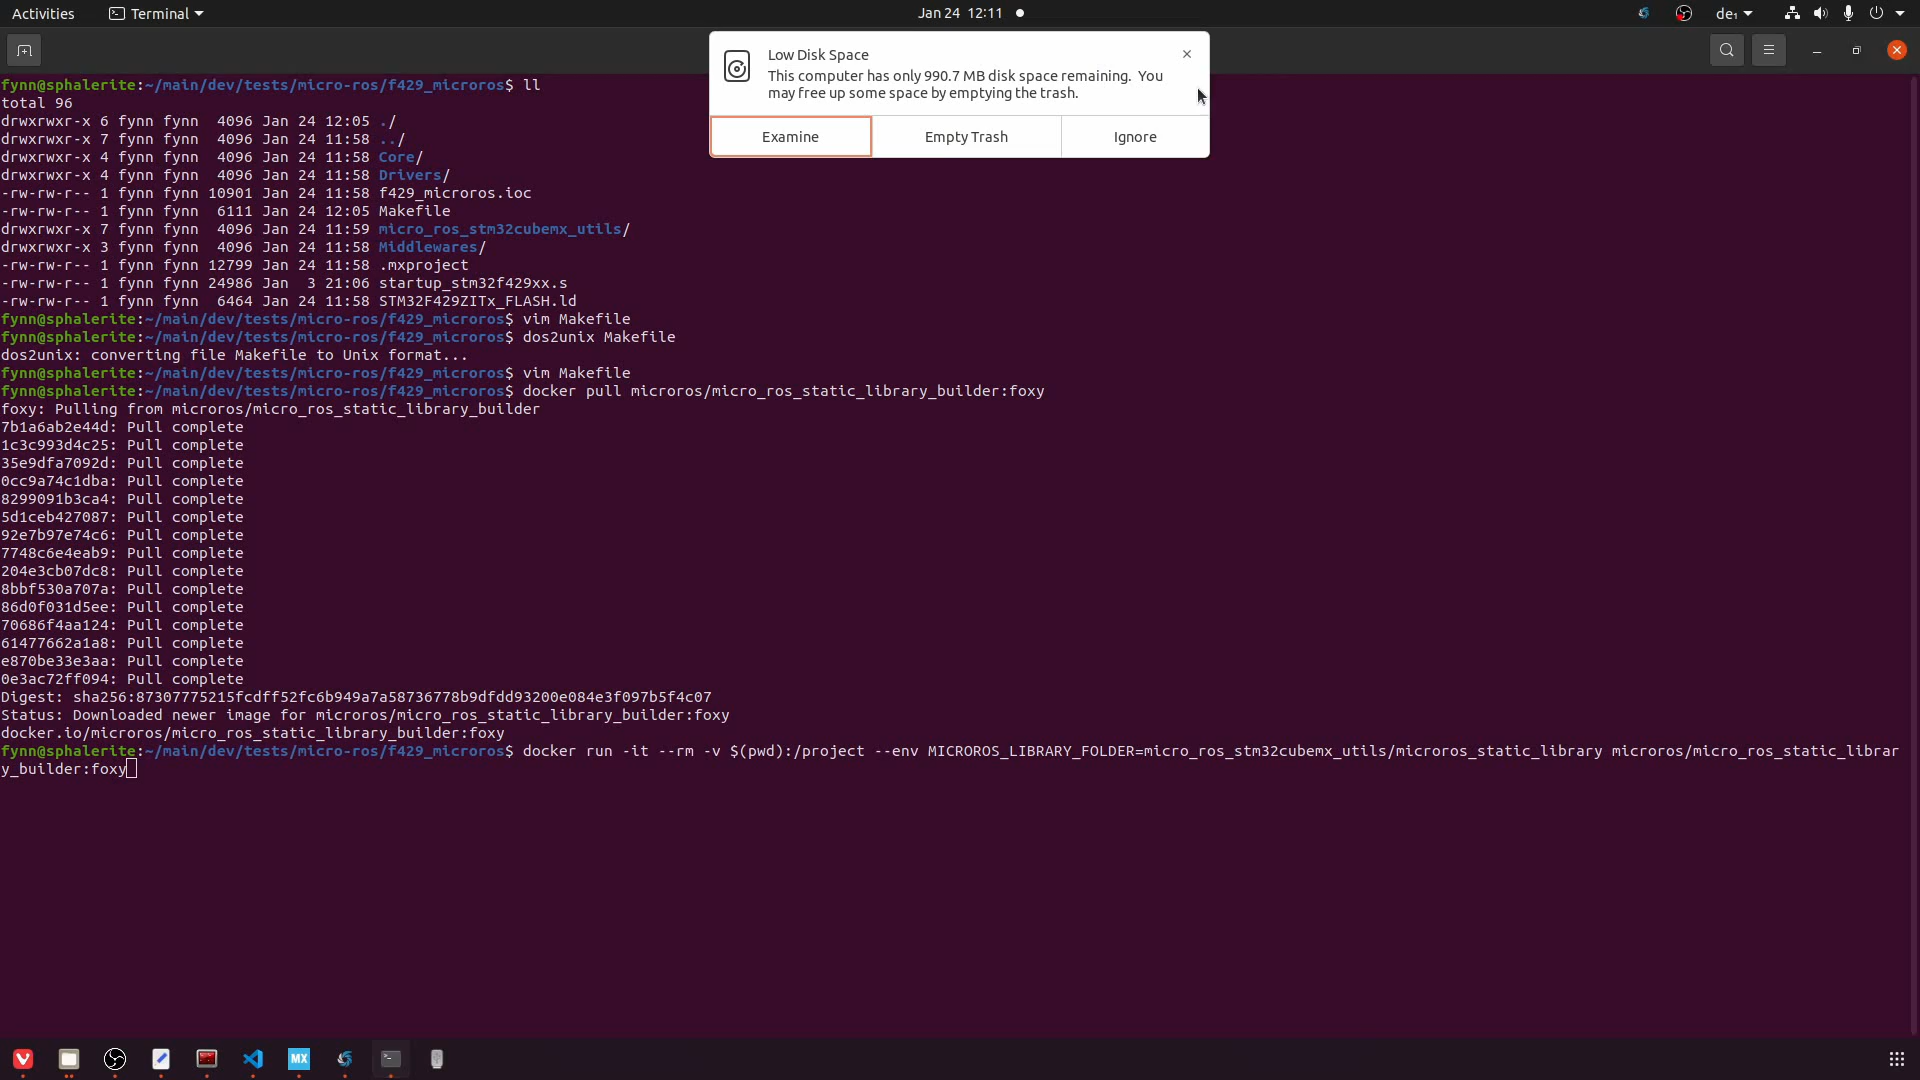 Activities
Terminal
Jan 24 12:11
de₁
Low Disk Space
This computer has only 990.7 MB disk space remaining. You
may free up some space by emptying the trash.
Examine
Empty Trash
Ignore
fynn@sphalerite:~/main/dev/tests/micro-ros/f429_microros$ ll
total 96
drwxrwxr-x 6 fynn fynn 4096 Jan 24 12:05 ./
drwxrwxr-x 7 fynn fynn 4096 Jan 24 11:58 ../
drwxrwxr-x 4 fynn fynn 4096 Jan 24 11:58 Core/
drwxrwxr-x 4 fynn fynn 4096 Jan 24 11:58 Drivers/
-rw-rw-r-- 1 fynn fynn 10901 Jan 24 11:58 f429_microros.ioc
-rw-rw-r-- 1 fynn fynn 6111 Jan 24 12:05 Makefile
drwxrwxr-x 7 fynn fynn 4096 Jan 24 11:59 micro_ros_stm32cubemx_utils/
drwxrwxr-x 3 fynn fynn 4096 Jan 24 11:58 Middlewares/
-rw-rw-r-- 1 fynn fynn 12799 Jan 24 11:58 .mxproject
-rw-rw-r-- 1 fynn fynn 24986 Jan 3 21:06 startup_stm32f429xx.s
-rw-rw-r-- 1 fynn fynn 6464 Jan 24 11:58 STM32F429ZITx_FLASH.ld
fynn@sphalerite:~/main/dev/tests/micro-ros/f429_microros$ vim Makefile
fynn@sphalerite:~/main/dev/tests/micro-ros/f429_microros$ dos2unix Makefile
dos2unix: converting file Makefile to Unix format...
fynn@sphalerite:~/main/dev/tests/micro-ros/f429_microros$ vim Makefile
fynn@sphalerite:~/main/dev/tests/micro-ros/f429_microros$ docker pull microros/micro_ros_static_library_builder:foxy
foxy: Pulling from microros/micro_ros_static_library_builder
7b1a6ab2e44d: Pull complete
1c3c993d4c25: Pull complete
35e9dfa7092d: Pull complete
0cc9a74c1dba: Pull complete
8299091b3ca4: Pull complete
5d1ceb427087: Pull complete
92e7b97e74c6: Pull complete
7748c6e4eab9: Pull complete
204e3cb07dc8: Pull complete
8bbf530a707a: Pull complete
86d0f031d5ee: Pull complete
70686f4aa124: Pull complete
61477662a1a8: Pull complete
e870be33e3aa: Pull complete
0e3ac72ff094: Pull complete
Digest: sha256:87307775215fcdff52fc6b949a7a58736778b9dfdd93200e084e3f097b5f4c07
Status: Downloaded newer image for microros/micro_ros_static_library_builder:foxy
docker.io/microros/micro_ros_static_library_builder:foxy
fynn@sphalerite:~/main/dev/tests/micro-ros/f429_microros$ docker run -it --rm -v $(pwd):/project --env MICROROS_LIBRARY_FOLDER=micro_ros_stm32cubemx_utils/microros_static_library microros/micro_ros_static_librar
y_builder:foxy
MX